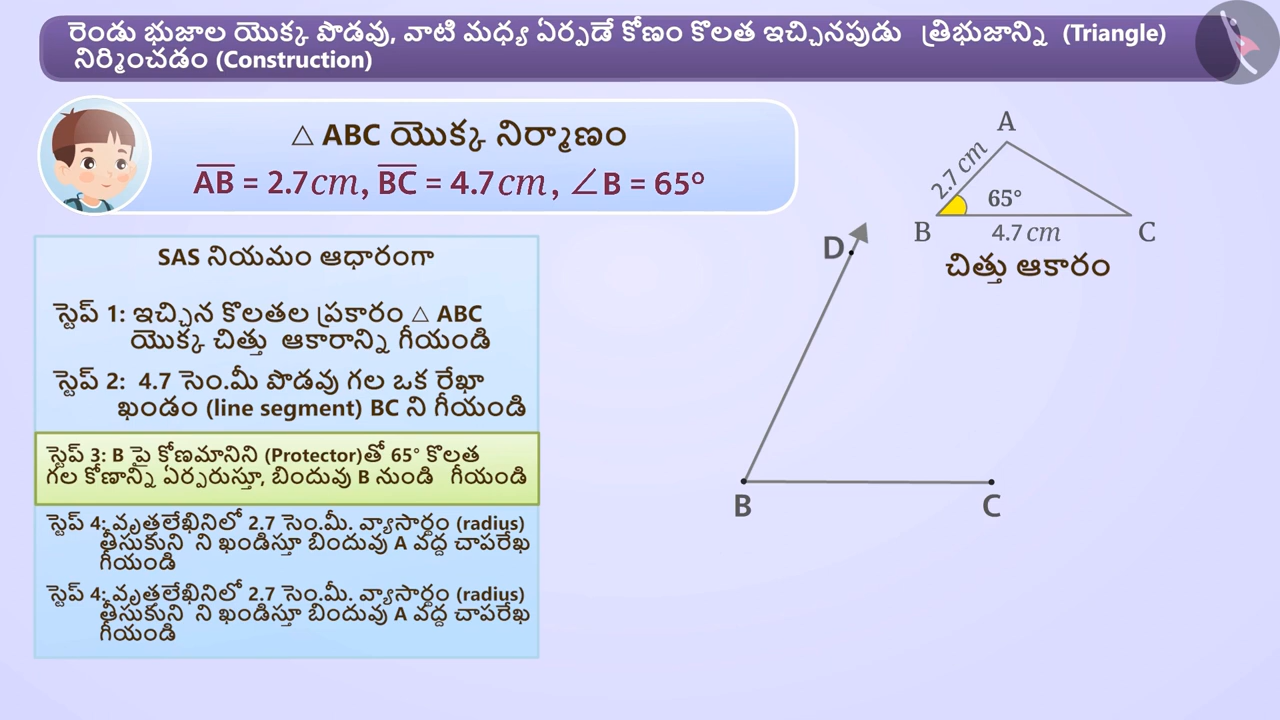 రెండు భుజాల యొక్క పొడవు, వాటి మధ్య ఏర్పడే కోణం కొలత ఇచ్చినపుడు త్రిభుజాన్ని (Triangle)
నిర్మించడం (Construction)
△ ABC యొక్క నిర్మాణం
A̅B̅ = 2.7cm, B̅C̅ = 4.7cm, ∠B = 65°
SAS నియమం ఆధారంగా
స్టెప్ 1: ఇచ్చిన కొలతల ప్రకారం △ ABC
యొక్క చిత్తు ఆకారాన్ని గీయండి
స్టెప్ 2: 4.7 సెం.మీ పొడవు గల ఒక రేఖా
ఖండం (line segment) BC ని గీయండి
స్టెప్ 3: B పై కోణమానిని (Protector)తో 65° కొలత
గల కోణాన్ని ఏర్పరుస్తూ, బిందువు B నుండి గీయండి
స్టెప్ 4: వృతలేఖినిలో 2.7 సెం.మీ. వ్యాసార్థం (radius)
తీసుకుని ని ఖండిస్తూ బిందువు A వద్ద చాపరేఖ
గీయండి
స్టెప్ 4: వృతలేఖినిలో 2.7 సెం.మీ. వ్యాసార్థం (radius)
తీసుకుని ని ఖండిస్తూ బిందువు A వద్ద చాపరేఖ
గీయండి
A
2.7 cm
65°
B
4.7 cm
C
చిత్తు ఆకారం
D
B
C